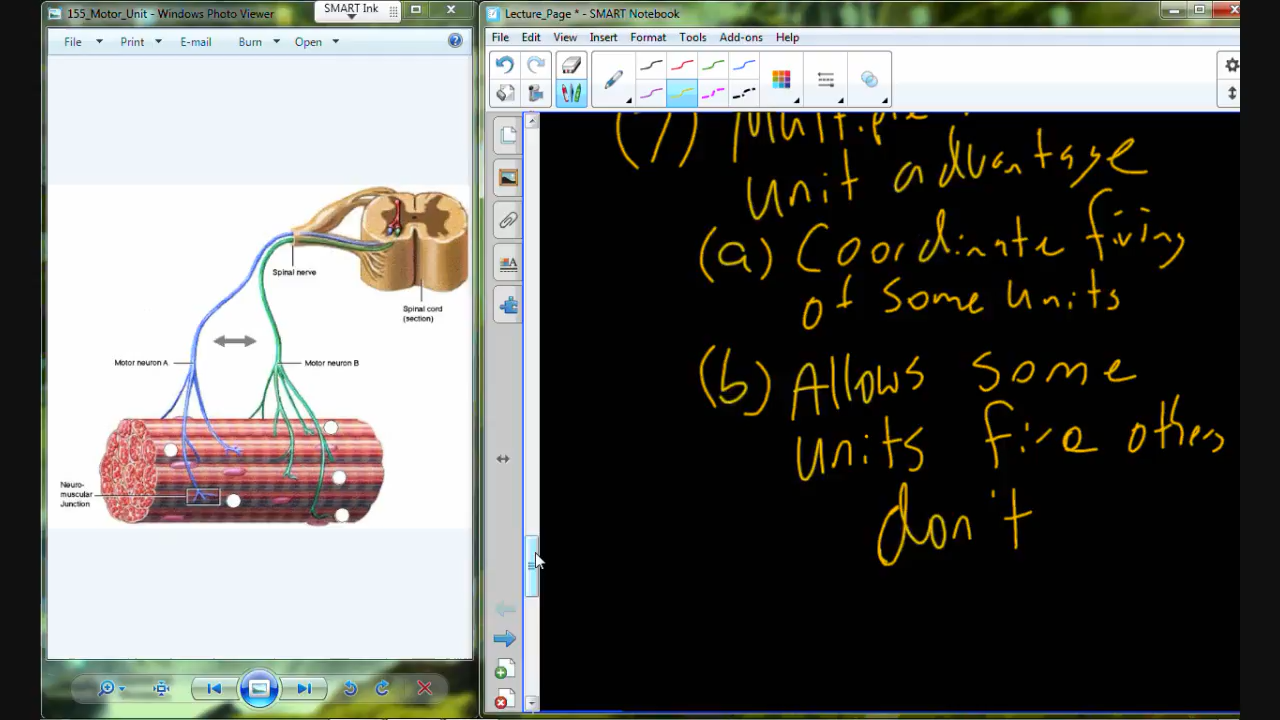 155_Motor_Unit - Windows Photo Viewer
SMART Ink
File Print E-mail Burn Open
Spinal nerve
Spinal cord
(section)
Motor neuron A
Motor neuron B
Neuro-
muscular
Junction
Lecture_Page * - SMART Notebook
File Edit View Insert Format Tools Add-ons Help
(7) Multiple
unit advantage
(a) Coordinate firing
of some units
(b) Allows some
units fire others
don't